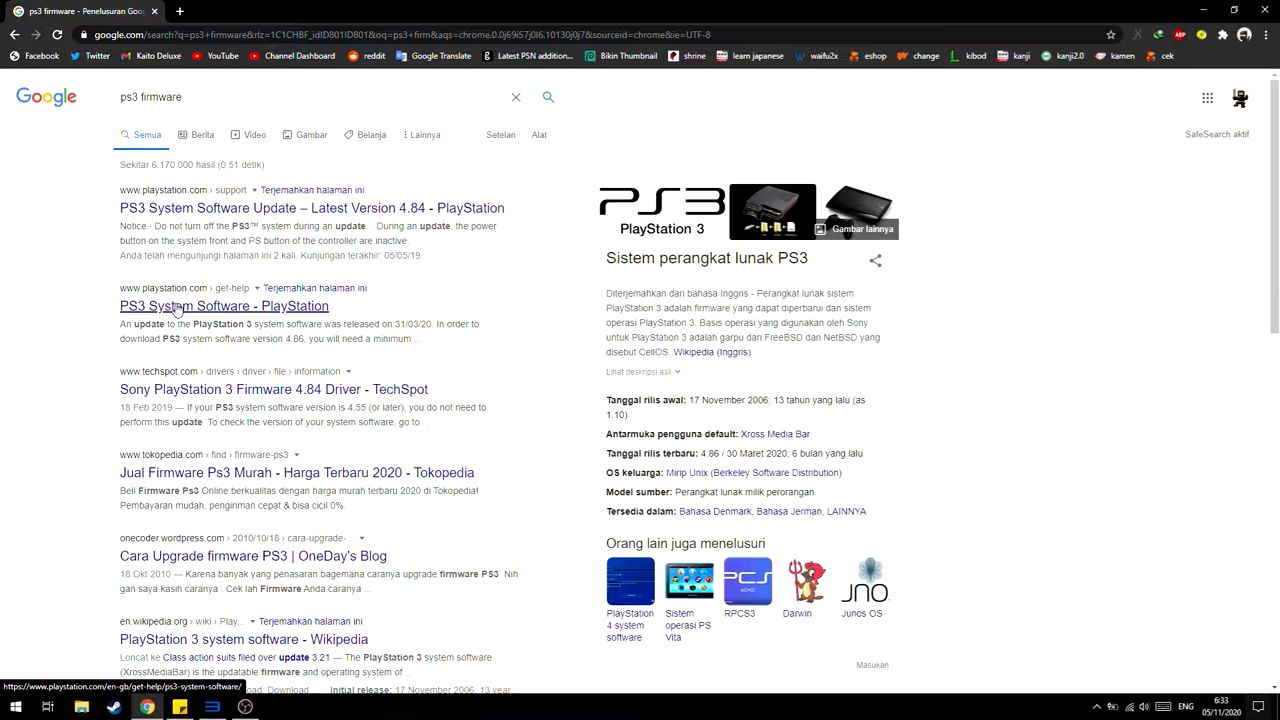 ps3 firmware - Penelusuran Goo
google.com/search?q=ps3+firmware&rlz=1C1CHBF_idID801ID801&oq=ps3+firm&aqs=chrome.0.0j69i57j0l6.10130j0j7&sourceid=chrome&ie=UTF-8
Facebook Twitter Kaito Deluxe YouTube Channel Dashboard reddit Google Translate Latest PSN addition... Bikin Thumbnail shrine learn japanese waifu2x eshop change L kibod kanji kanji2.0 kamen cek
Google
ps3 firmware
Semua Berita Video Gambar Belanja Lainnya Setelan Alat
SafeSearch aktif
Sekitar 6.170.000 hasil (0,51 detik)
www.playstation.com › support Terjemahkan halaman ini
PS3 System Software Update – Latest Version 4.84 - PlayStation
Notice · Do not turn off the PS3™ system during an update. · During an update, the power
button on the system front and PS button of the controller are inactive.
Anda telah mengunjungi halaman ini 2 kali. Kunjungan terakhir: 05/05/19
www.playstation.com › get-help Terjemahkan halaman ini
PS3 System Software - PlayStation
An update to the PlayStation 3 system software was released on 31/03/20. In order to
download PS3 system software version 4.86, you will need a minimum ...
www.techspot.com › drivers › driver › file › information
Sony PlayStation 3 Firmware 4.84 Driver - TechSpot
18 Feb 2019 — If your PS3 system software version is 4.55 (or later), you do not need to
perform this update. To check the version of your system software, go to ...
www.tokopedia.com › find › firmware-ps3
Jual Firmware Ps3 Murah - Harga Terbaru 2020 - Tokopedia
Beli Firmware Ps3 Online berkualitas dengan harga murah terbaru 2020 di Tokopedia!
Pembayaran mudah, pengiriman cepat & bisa cicil 0%.
onecoder.wordpress.com › 2010/10/18 › cara-upgrade-...
Cara Upgrade firmware PS3 | OneDay's Blog
18 Okt 2010 — Karena banyak yang penasaran bagemana caranya upgrade firmware PS3. Nih
gan saya kasih caranya . Cek lah Firmware Anda caranya ...
en.wikipedia.org › wiki › Play... Terjemahkan halaman ini
PlayStation 3 system software - Wikipedia
Loncat ke Class action suits filed over update 3.21 — The PlayStation 3 system software
(XrossMediaBar) is the updatable firmware and operating system of ...
load: Download Initial release: 17 November 2006; 13 year
PS3
PlayStation 3
Gambar lainnya
Sistem perangkat lunak PS3
Diterjemahkan dari bahasa Inggris - Perangkat lunak sistem
PlayStation 3 adalah firmware yang dapat diperbarui dan sistem
operasi PlayStation 3. Basis operasi yang digunakan oleh Sony
untuk PlayStation 3 adalah garpu dari FreeBSD dan NetBSD yang
disebut CellOS. Wikipedia (Inggris)
Lihat deskripsi asli
Tanggal rilis awal: 17 November 2006; 13 tahun yang lalu (as
1.10)
Antarmuka pengguna default: Xross Media Bar
Tanggal rilis terbaru: 4.86 / 30 Maret 2020, 6 bulan yang lalu
OS keluarga: Mirip Unix (Berkeley Software Distribution)
Model sumber: Perangkat lunak milik perorangan
Tersedia dalam: Bahasa Denmark, Bahasa Jerman, LAINNYA
Orang lain juga menelusuri
JNO
PlayStation 4 system software
Sistem operasi PS Vita
RPCS3
Darwin
Junos OS
Masukan
https://www.playstation.com/en-gb/get-help/ps3-system-software/
ENG
6:33
05/11/2020